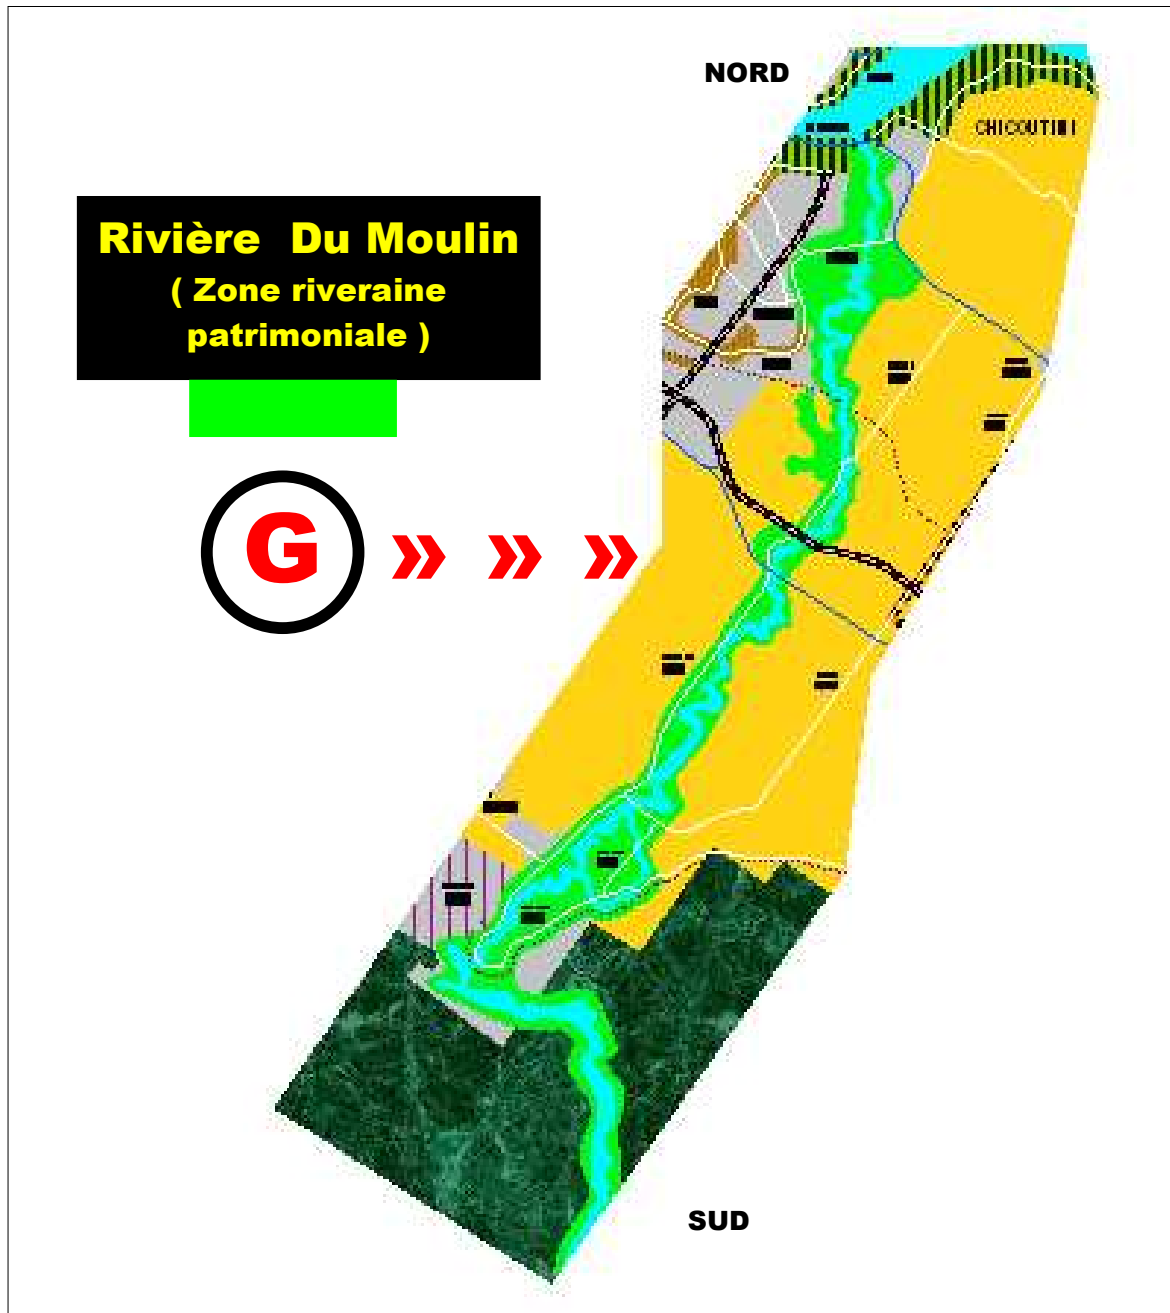 NORD
CHICOUTIMI
Rivière Du Moulin
( Zone riveraine
patrimoniale )
G
SUD